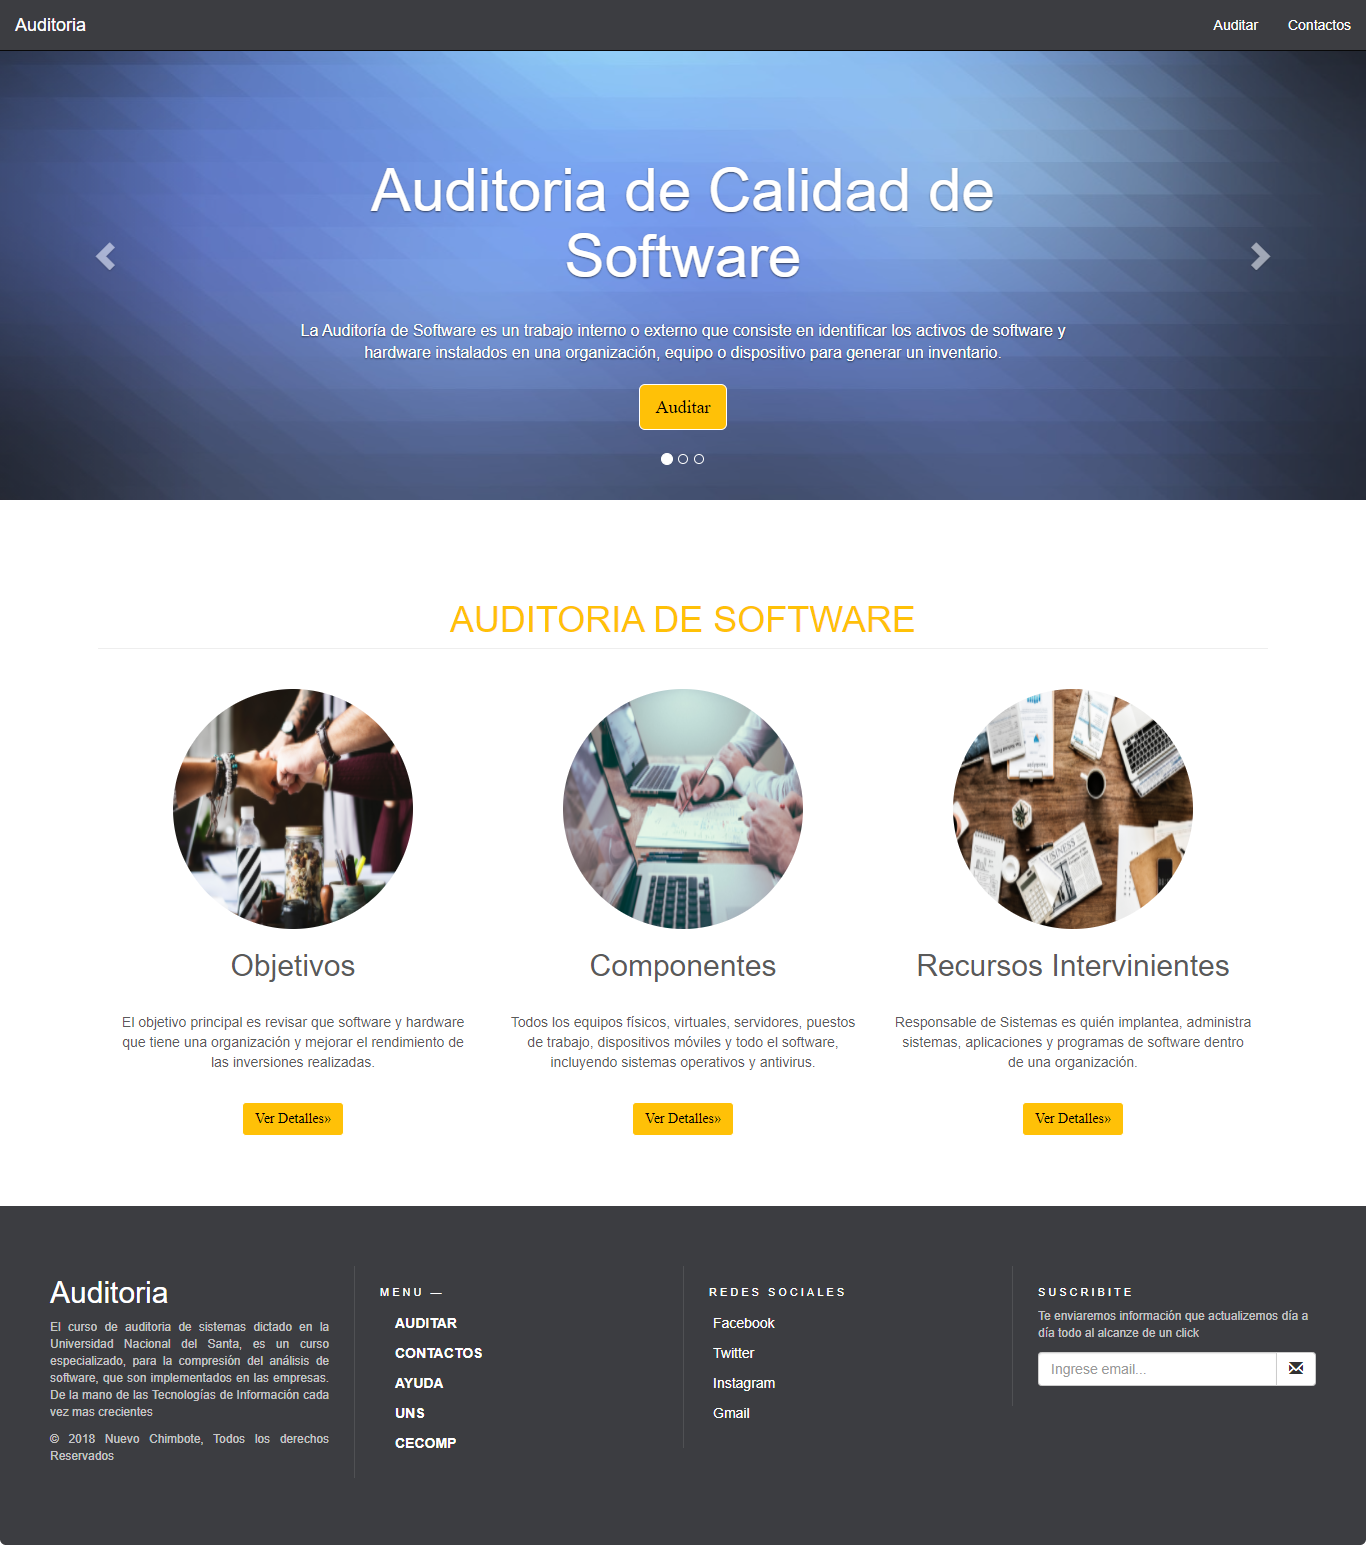 Auditoria
Auditar
Contactos
Auditoria de Calidad de
Software
La Auditoría de Software es un trabajo interno o externo que consiste en identificar los activos de software y
hardware instalados en una organización, equipo o dispositivo para generar un inventario.
Auditar
AUDITORIA DE SOFTWARE
Objetivos
El objetivo principal es revisar que software y hardware
que tiene una organización y mejorar el rendimiento de
las inversiones realizadas.
Ver Detalles»
Componentes
Todos los equipos físicos, virtuales, servidores, puestos
de trabajo, dispositivos móviles y todo el software,
incluyendo sistemas operativos y antivirus.
Ver Detalles»
Recursos Intervinientes
Responsable de Sistemas es quién implantea, administra
sistemas, aplicaciones y programas de software dentro
de una organización.
Ver Detalles»
Auditoria
El curso de auditoria de sistemas dictado en la
Universidad Nacional del Santa, es un curso
especializado, para la compresión del análisis de
software, que son implementados en las empresas.
De la mano de las Tecnologías de Información cada
vez mas crecientes
© 2018 Nuevo Chimbote, Todos los derechos
Reservados
MENU —
AUDITAR
CONTACTOS
AYUDA
UNS
CECOMP
REDES SOCIALES
Facebook
Twitter
Instagram
Gmail
SUSCRIBITE
Te enviaremos información que actualizemos día a
día todo al alcanze de un click
Ingrese email...